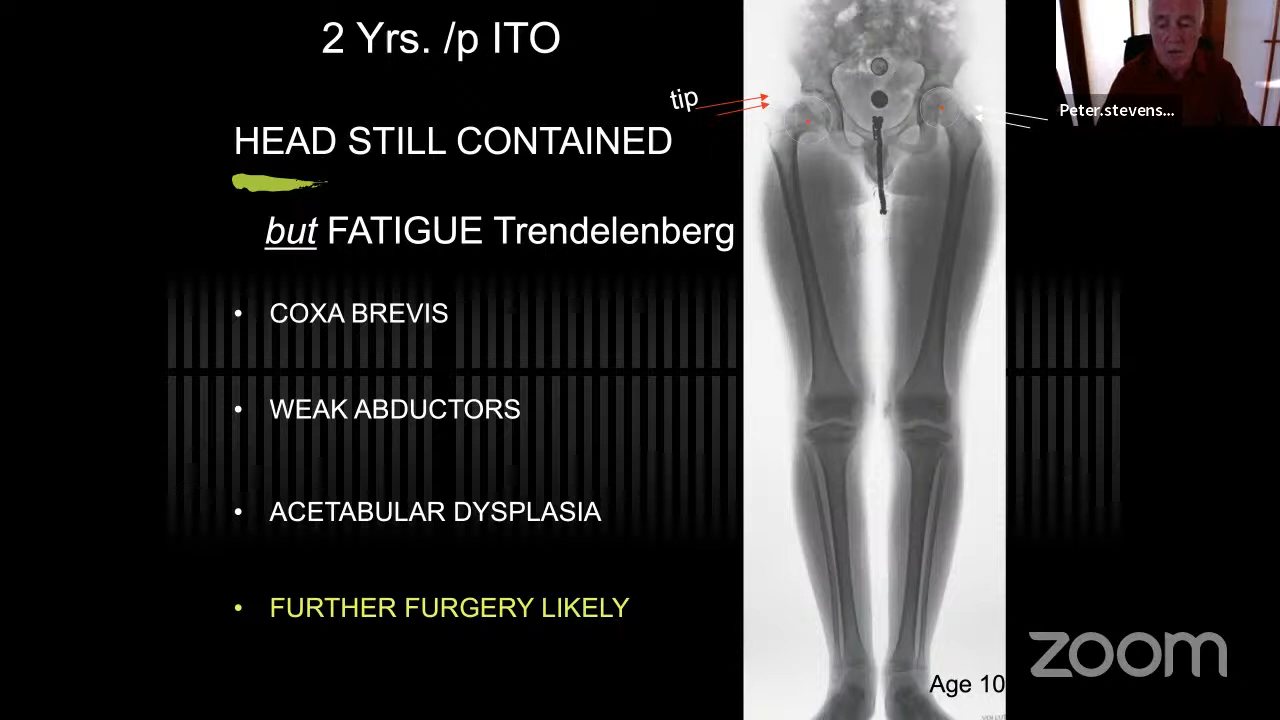 2 Yrs. /p ITO
tip
Peter.stevens...
HEAD STILL CONTAINED
but FATIGUE Trendelenberg
• COXA BREVIS
• WEAK ABDUCTORS
• ACETABULAR DYSPLASIA
• FURTHER FURGERY LIKELY
zoom
Age 10